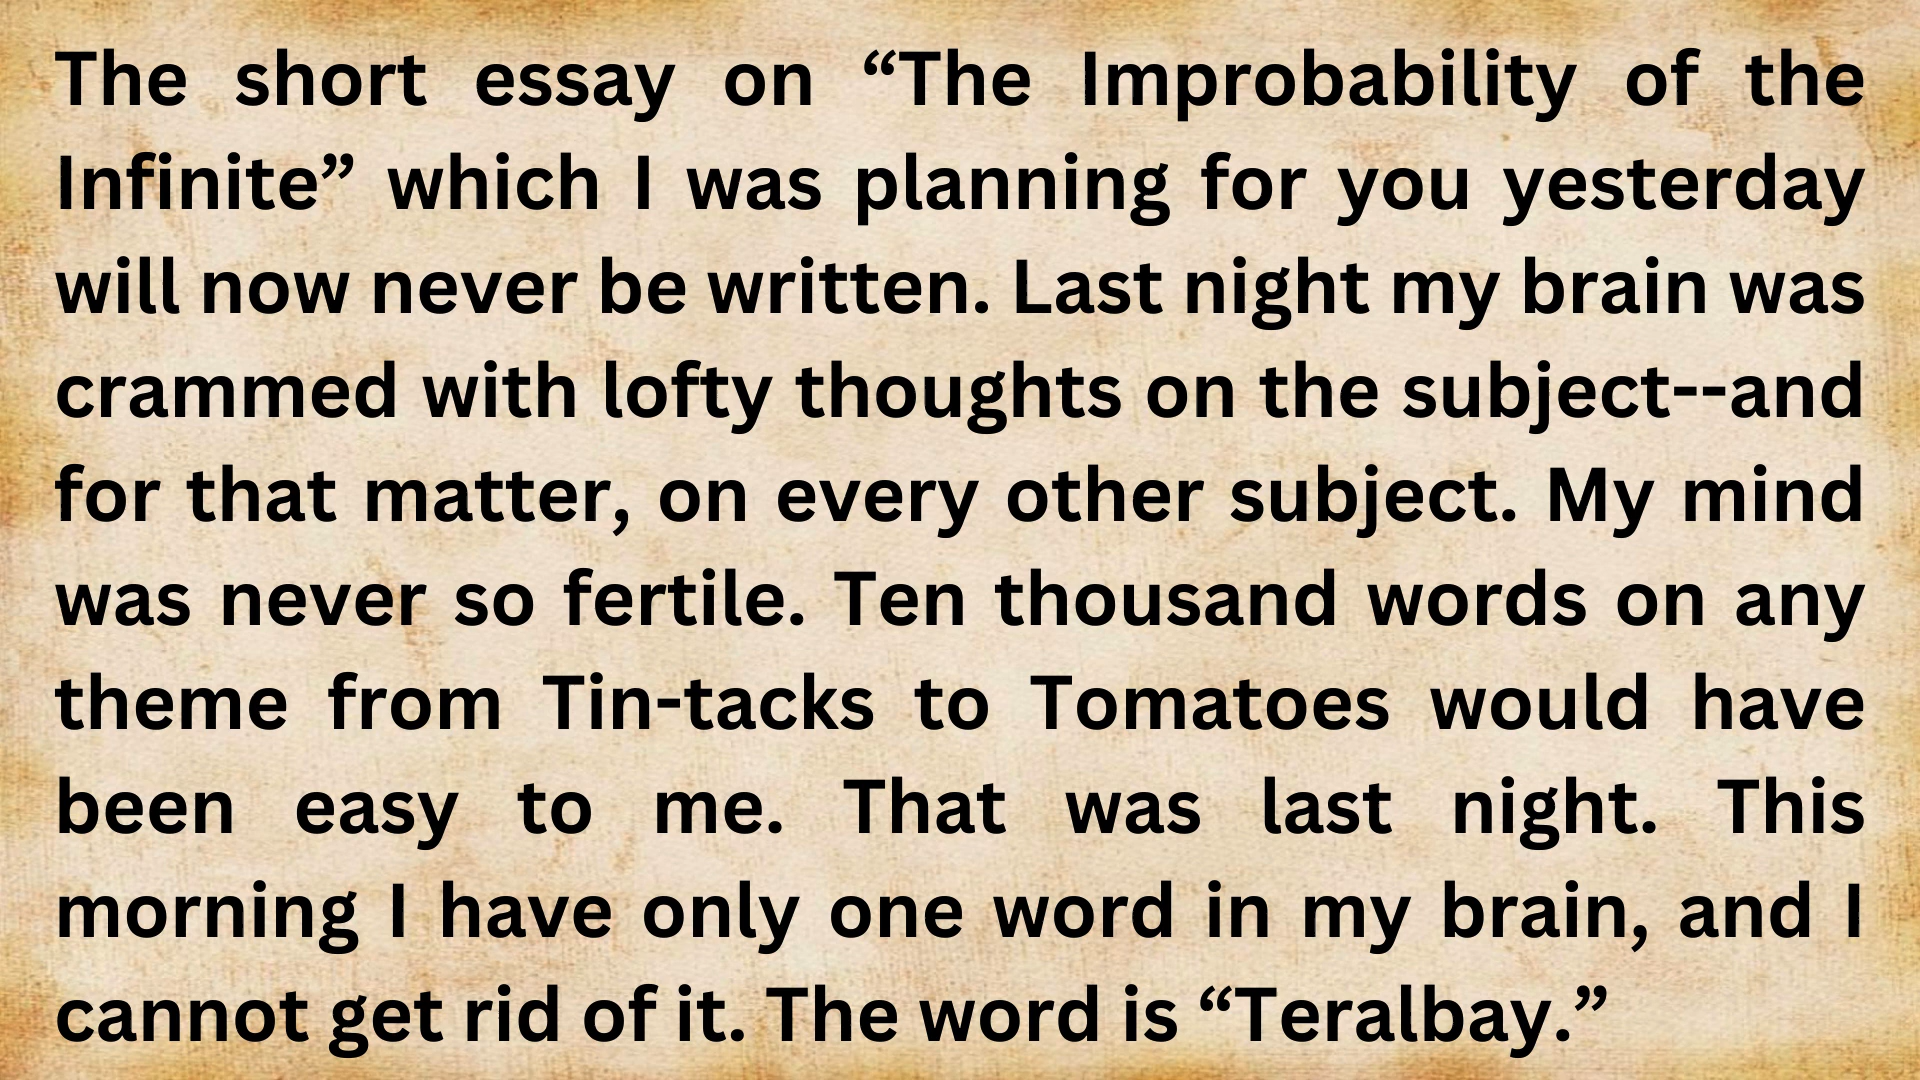 The short essay on “The Improbability of the
Infinite” which I was planning for you yesterday
will now never be written. Last night my brain was
crammed with lofty thoughts on the subject--and
for that matter, on every other subject. My mind
was never so fertile. Ten thousand words on any
theme from Tin-tacks to Tomatoes would have
been easy to me. That was last night. This
morning I have only one word in my brain, and I
cannot get rid of it. The word is “Teralbay.”